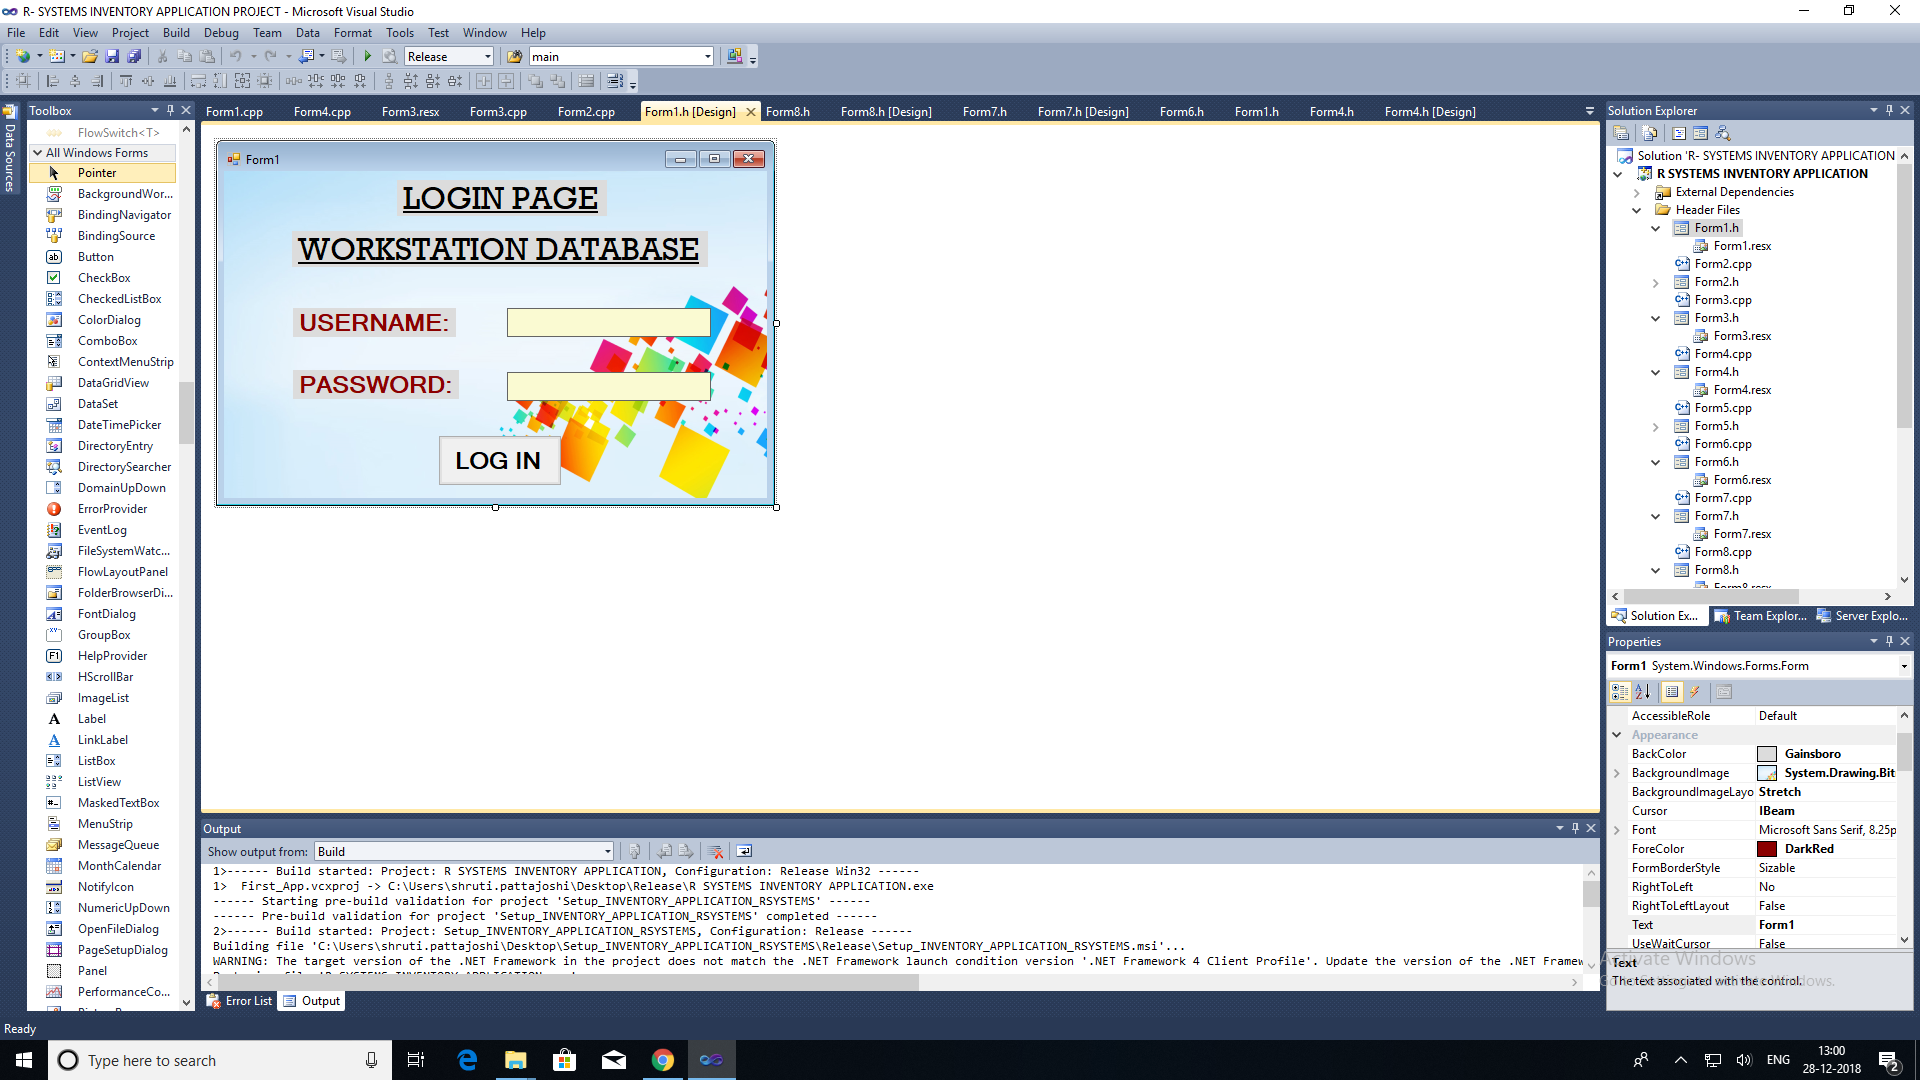 R- SYSTEMS INVENTORY APPLICATION PROJECT - Microsoft Visual Studio
File Edit View Project Build Debug Team Data Format Tools Test Window Help
Release main
Toolbox
Data Sources
FlowSwitch<T>
All Windows Forms
Pointer
BackgroundWor...
BindingNavigator
BindingSource
Button
CheckBox
CheckedListBox
ColorDialog
ComboBox
ContextMenuStrip
DataGridView
DataSet
DateTimePicker
DirectoryEntry
DirectorySearcher
DomainUpDown
ErrorProvider
EventLog
FileSystemWatc...
FlowLayoutPanel
FolderBrowserDi...
FontDialog
GroupBox
HelpProvider
HScrollBar
ImageList
Label
LinkLabel
ListBox
ListView
MaskedTextBox
MenuStrip
MessageQueue
MonthCalendar
NotifyIcon
NumericUpDown
OpenFileDialog
PageSetupDialog
Panel
PerformanceCo...
Form1.cpp Form4.cpp Form3.resx Form3.cpp Form2.cpp Form1.h [Design] Form8.h Form8.h [Design] Form7.h Form7.h [Design] Form6.h Form1.h Form4.h Form4.h [Design]
Form1
LOGIN PAGE
WORKSTATION DATABASE
USERNAME:
PASSWORD:
LOG IN
Output
Show output from: Build
1>------ Build started: Project: R SYSTEMS INVENTORY APPLICATION, Configuration: Release Win32 ------
1>  First_App.vcxproj -> C:\Users\shruti.pattajoshi\Desktop\Release\R SYSTEMS INVENTORY APPLICATION.exe
------ Starting pre-build validation for project 'Setup_INVENTORY_APPLICATION_RSYSTEMS' ------
------ Pre-build validation for project 'Setup_INVENTORY_APPLICATION_RSYSTEMS' completed ------
2>------ Build started: Project: Setup_INVENTORY_APPLICATION_RSYSTEMS, Configuration: Release ------
Building file 'C:\Users\shruti.pattajoshi\Desktop\Setup_INVENTORY_APPLICATION_RSYSTEMS\Release\Setup_INVENTORY_APPLICATION_RSYSTEMS.msi'...
WARNING: The target version of the .NET Framework in the project does not match the .NET Framework launch condition version '.NET Framework 4 Client Profile'. Update the version of the .NET Framew
Error List Output
Solution Explorer
Solution 'R- SYSTEMS INVENTORY APPLICATION
R SYSTEMS INVENTORY APPLICATION
External Dependencies
Header Files
Form1.h
Form1.resx
Form2.cpp
Form2.h
Form3.cpp
Form3.h
Form3.resx
Form4.cpp
Form4.h
Form4.resx
Form5.cpp
Form5.h
Form6.cpp
Form6.h
Form6.resx
Form7.cpp
Form7.h
Form7.resx
Form8.cpp
Form8.h
Form8.resx
Solution Ex... Team Explor... Server Explo...
Properties
Form1 System.Windows.Forms.Form
AccessibleRole Default
Appearance
BackColor Gainsboro
BackgroundImage System.Drawing.Bit
BackgroundImageLayo Stretch
Cursor IBeam
Font Microsoft Sans Serif, 8.25p
ForeColor DarkRed
FormBorderStyle Sizable
RightToLeft No
RightToLeftLayout False
Text Form1
UseWaitCursor False
Activate Windows
Text
The text associated with the control.
Ready
Type here to search
ENG
13:00
28-12-2018
2